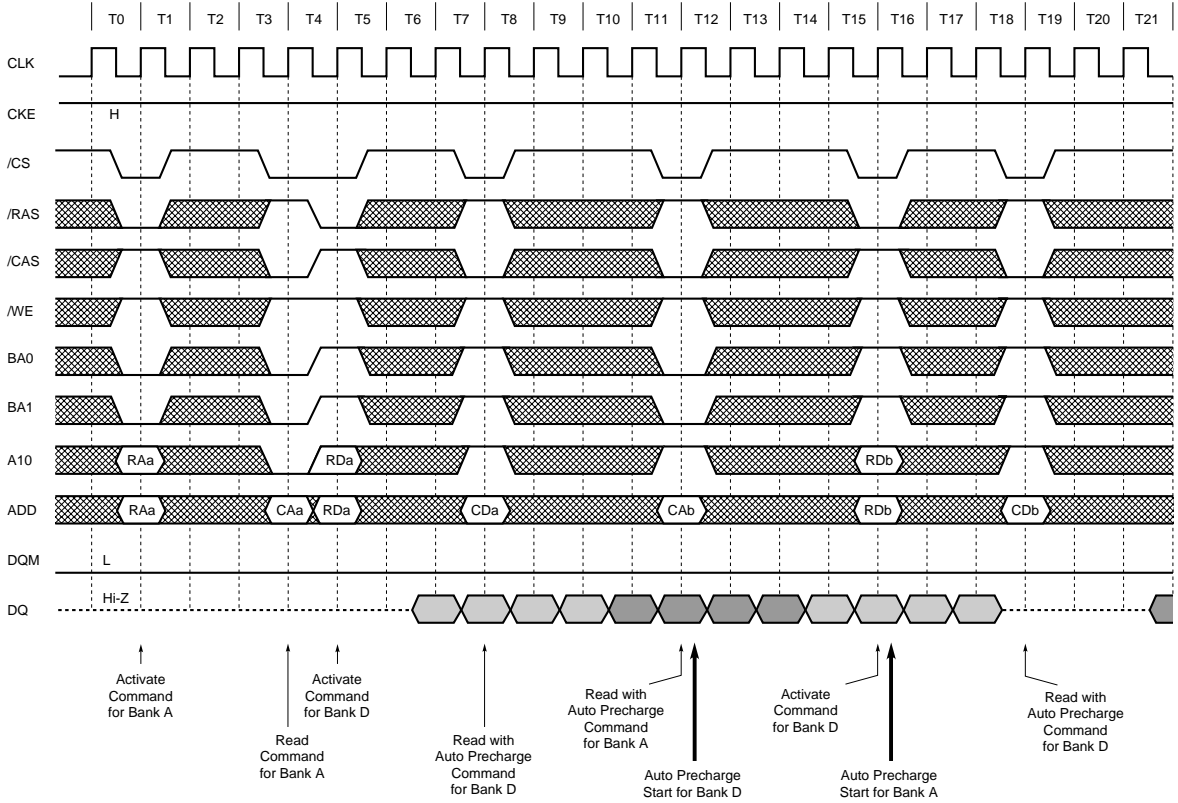 T0 T1 T2 T3 T4 T5 T6 T7 T8 T9 T10 T11 T12 T13 T14 T15 T16 T17 T18 T19 T20 T21
CLK
CKE
H
/CS
/RAS
/CAS
/WE
BA0
BA1
A10
RAa RDa RDb
ADD
RAa CAa RDa CDa CAb RDb CDb
DQM
L
DQ
Hi-Z
Activate
Command
for Bank A
Read
Command
for Bank A
Activate
Command
for Bank D
Read with
Auto Precharge
Command
for Bank D
Read with
Auto Precharge
Command
for Bank A
Auto Precharge
Start for Bank D
Activate
Command
for Bank D
Auto Precharge
Start for Bank A
Read with
Auto Precharge
Command
for Bank D